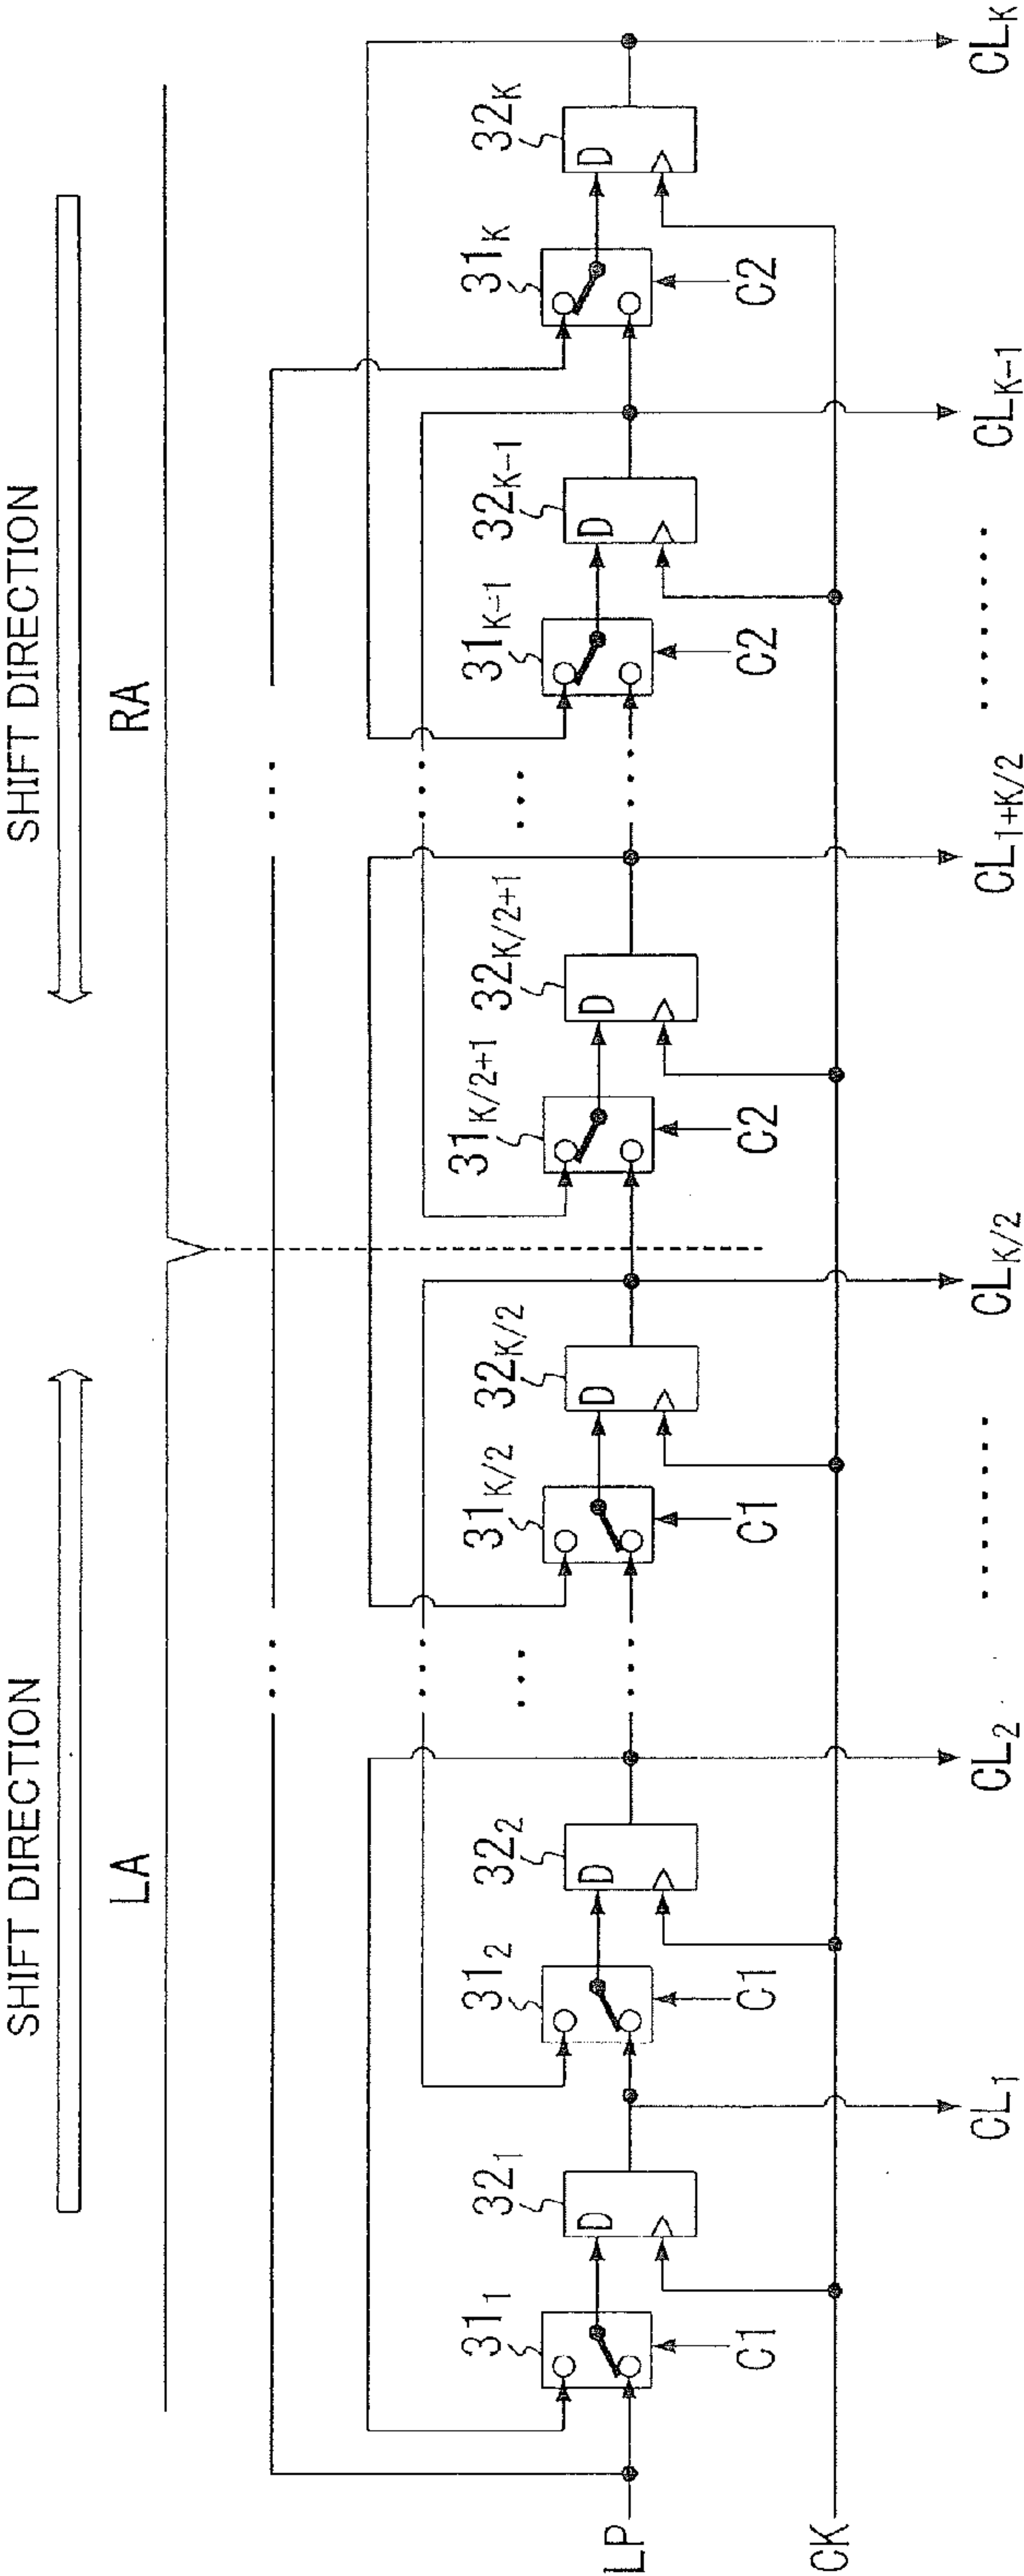 SHIFT DIRECTION
SHIFT DIRECTION
LA
RA
31₁
32₁
31₂
32₂
31K/2
32K/2
31K/2+1
32K/2+1
31K-1
32K-1
31K
32K
D
D
D
D
D
D
C1
C1
C1
C2
C2
C2
LP
CK
CL₁
CL₂
CLK/2
CL1+K/2
CLK-1
CLK